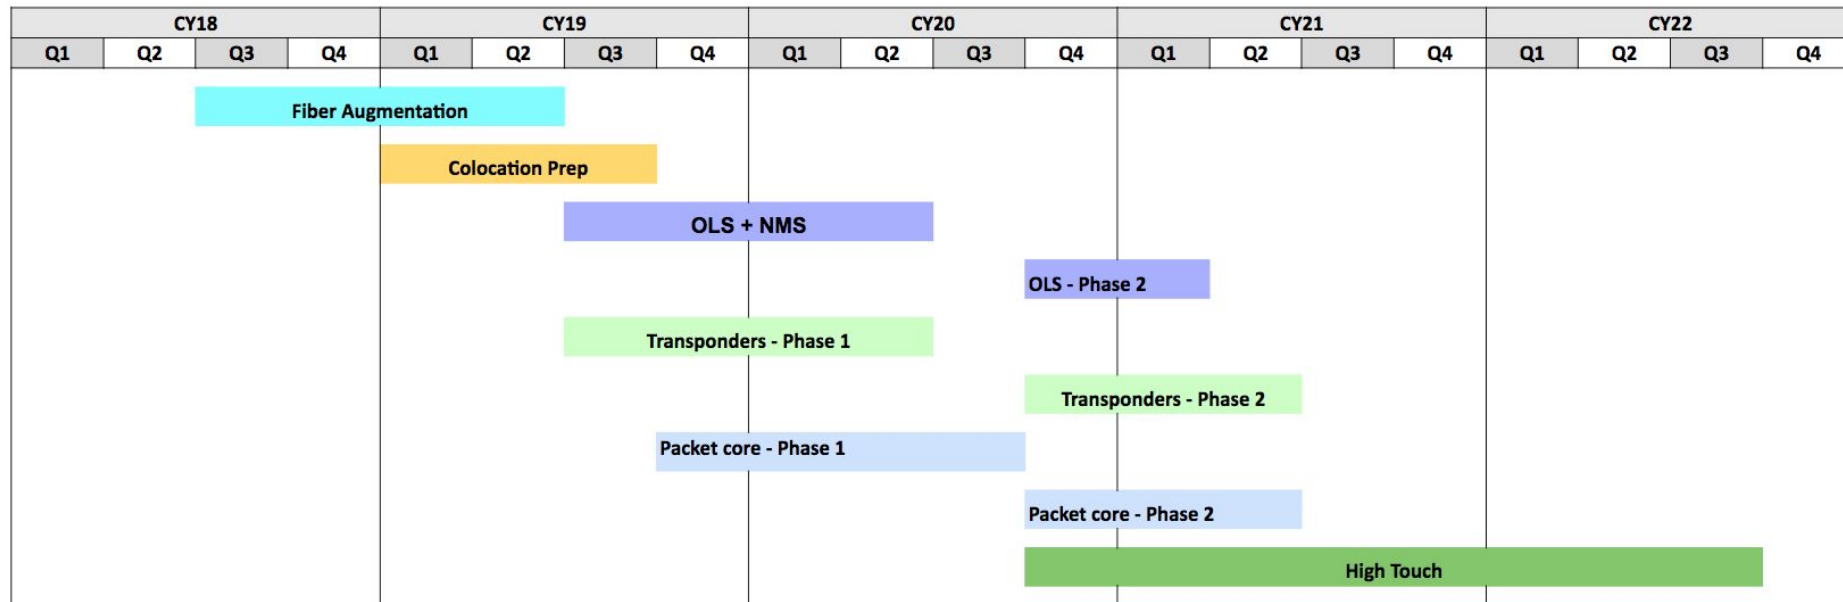 CY18 CY19 CY20 CY21 CY22
Q1 Q2 Q3 Q4 Q1 Q2 Q3 Q4 Q1 Q2 Q3 Q4 Q1 Q2 Q3 Q4 Q1 Q2 Q3 Q4
Fiber Augmentation
Colocation Prep
OLS + NMS
OLS - Phase 2
Transponders - Phase 1
Transponders - Phase 2
Packet core - Phase 1
Packet core - Phase 2
High Touch